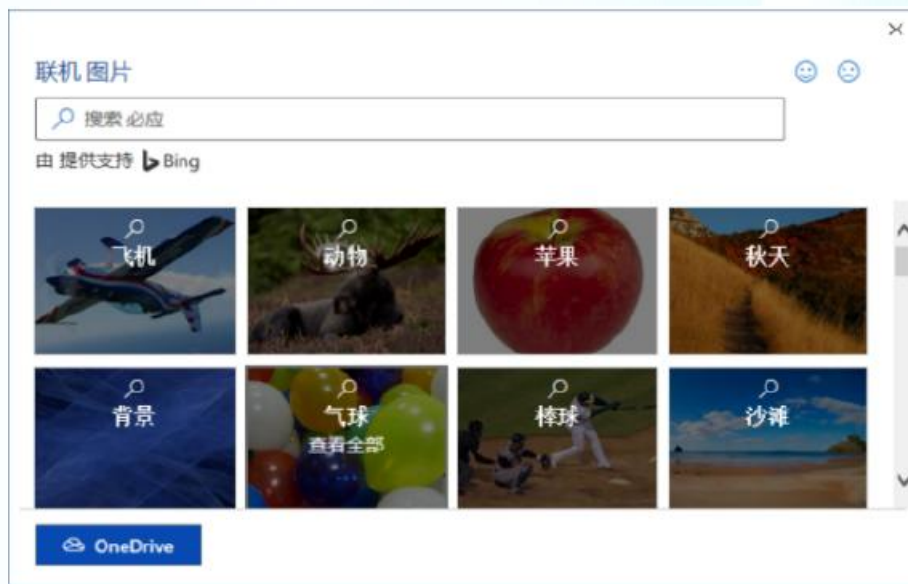 联机 图片
搜索 必应
由 提供支持 Bing
飞机
动物
苹果
秋天
背景
气球
查看全部
棒球
沙滩
OneDrive